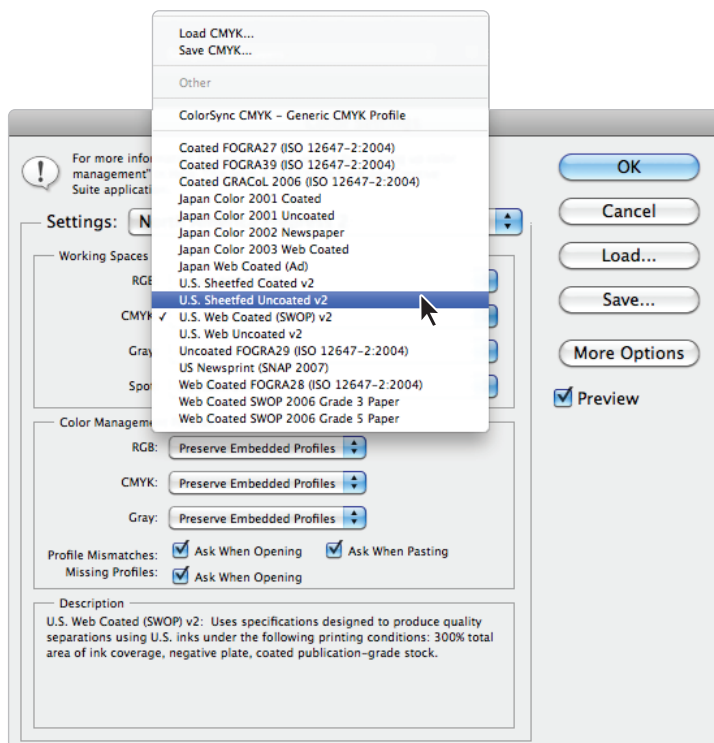 Load CMYK...
Save CMYK...
Other
ColorSync CMYK – Generic CMYK Profile
Coated FOGRA27 (ISO 12647-2:2004)
Coated FOGRA39 (ISO 12647-2:2004)
Coated GRACoL 2006 (ISO 12647-2:2004)
Japan Color 2001 Coated
Japan Color 2001 Uncoated
Japan Color 2002 Newspaper
Japan Color 2003 Web Coated
Japan Web Coated (Ad)
U.S. Sheetfed Coated v2
U.S. Sheetfed Uncoated v2
✓ U.S. Web Coated (SWOP) v2
U.S. Web Uncoated v2
Uncoated FOGRA29 (ISO 12647-2:2004)
US Newsprint (SNAP 2007)
Web Coated FOGRA28 (ISO 12647-2:2004)
Web Coated SWOP 2006 Grade 3 Paper
Web Coated SWOP 2006 Grade 5 Paper
For more
management"
Suite
Settings:
Working Spaces
CMYK
Color
RGB: Preserve Embedded Profiles
CMYK: Preserve Embedded Profiles
Gray: Preserve Embedded Profiles
Profile Mismatches: Ask When Opening Ask When Pasting
Missing Profiles: Ask When Opening
Description
U.S. Web Coated (SWOP) v2: Uses specifications designed to produce quality
separations using U.S. inks under the following printing conditions: 300% total
area of ink coverage, negative plate, coated publication-grade stock.
OK
Cancel
Load...
Save...
More Options
Preview